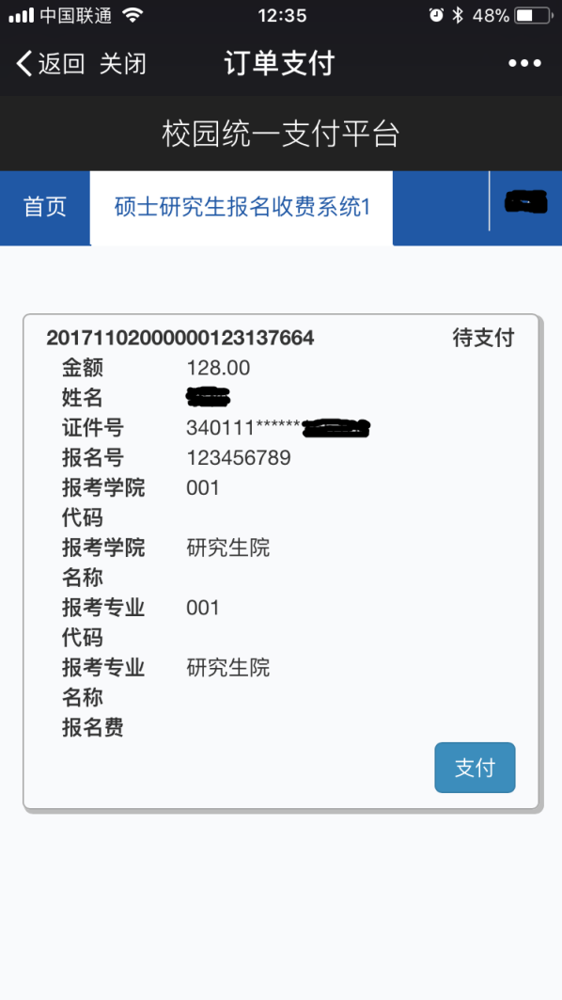 中国联通 12:35 48%
返回 关闭 订单支付
校园统一支付平台
首页 硕士研究生报名收费系统1
20171102000000123137664 待支付
金额 128.00
姓名
证件号 340111******
报名号 123456789
报考学院 001
代码
报考学院 研究生院
名称
报考专业 001
代码
报考专业 研究生院
名称
报名费
支付